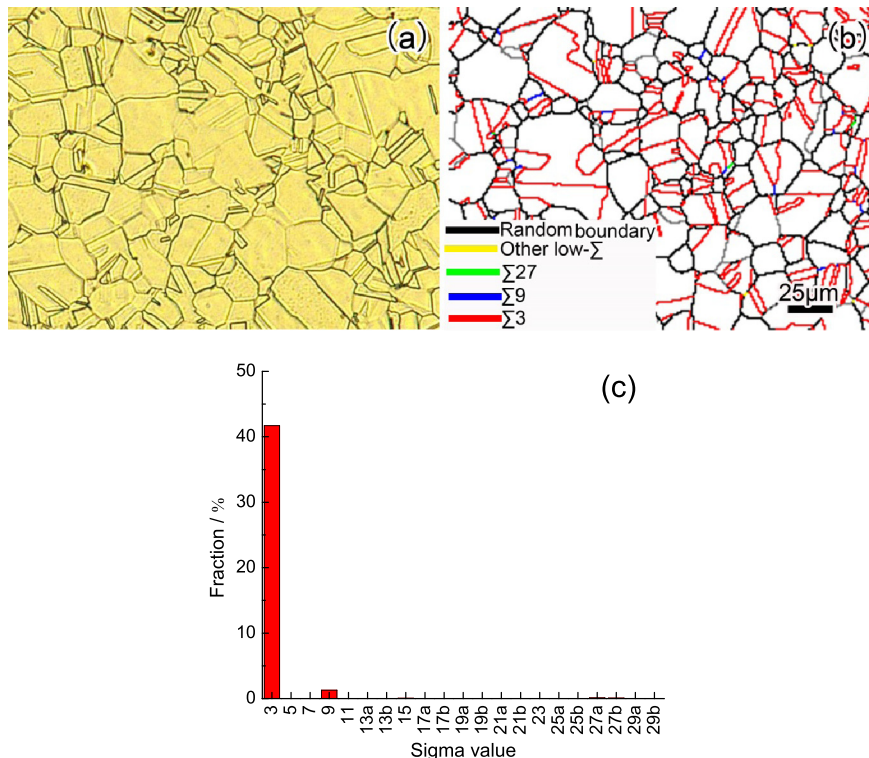 (a)
(b)
Random boundary
Other low-∑
∑27
∑9
∑3
25μm
(c)
50
40
30
20
10
0
Fraction / %
3 5 7 9 11 13a 13b 15 17a 17b 19a 19b 21a 21b 23 25a 25b 27a 27b 29a 29b
Sigma value